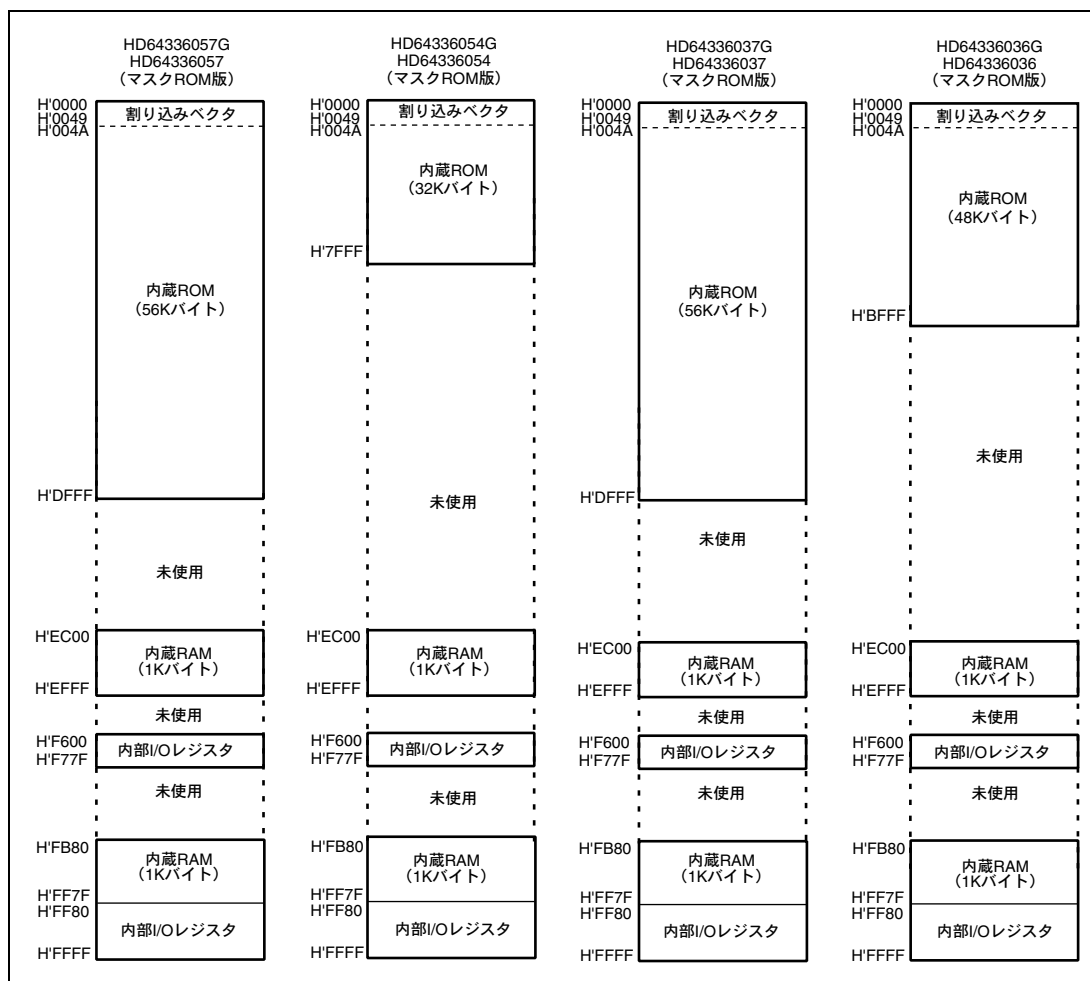 HD64336057G
HD64336057
（マスクROM版）
H'0000
H'0049
H'004A
割り込みベクタ
内蔵ROM
（56Kバイト）
H'DFFF
未使用
H'EC00
内蔵RAM
（1Kバイト）
H'EFFF
未使用
H'F600
H'F77F
内部I/Oレジスタ
未使用
H'FB80
内蔵RAM
（1Kバイト）
H'FF7F
H'FF80
内部I/Oレジスタ
H'FFFF
HD64336054G
HD64336054
（マスクROM版）
H'0000
H'0049
H'004A
割り込みベクタ
内蔵ROM
（32Kバイト）
H'7FFF
未使用
H'EC00
内蔵RAM
（1Kバイト）
H'EFFF
未使用
H'F600
H'F77F
内部I/Oレジスタ
未使用
H'FB80
内蔵RAM
（1Kバイト）
H'FF7F
H'FF80
内部I/Oレジスタ
H'FFFF
HD64336037G
HD64336037
（マスクROM版）
H'0000
H'0049
H'004A
割り込みベクタ
内蔵ROM
（56Kバイト）
H'DFFF
未使用
H'EC00
内蔵RAM
（1Kバイト）
H'EFFF
未使用
H'F600
H'F77F
内部I/Oレジスタ
未使用
H'FB80
内蔵RAM
（1Kバイト）
H'FF7F
H'FF80
内部I/Oレジスタ
H'FFFF
HD64336036G
HD64336036
（マスクROM版）
H'0000
H'0049
H'004A
割り込みベクタ
内蔵ROM
（48Kバイト）
H'BFFF
未使用
H'EC00
内蔵RAM
（1Kバイト）
H'EFFF
未使用
H'F600
H'F77F
内部I/Oレジスタ
未使用
H'FB80
内蔵RAM
（1Kバイト）
H'FF7F
H'FF80
内部I/Oレジスタ
H'FFFF